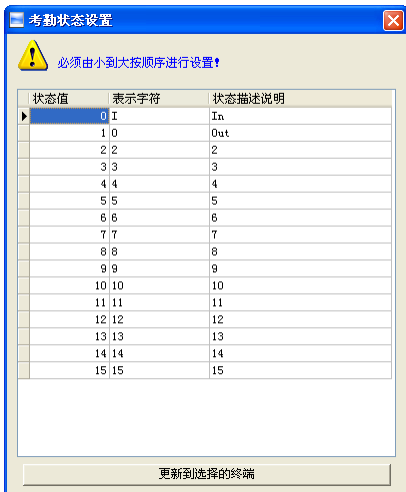 考勤状态设置
必须由小到大按顺序进行设置!
状态值 表示字符 状态描述说明
0 I In
1 O Out
2 2 2
3 3 3
4 4 4
5 5 5
6 6 6
7 7 7
8 8 8
9 9 9
10 10 10
11 11 11
12 12 12
13 13 13
14 14 14
15 15 15
更新到选择的终端